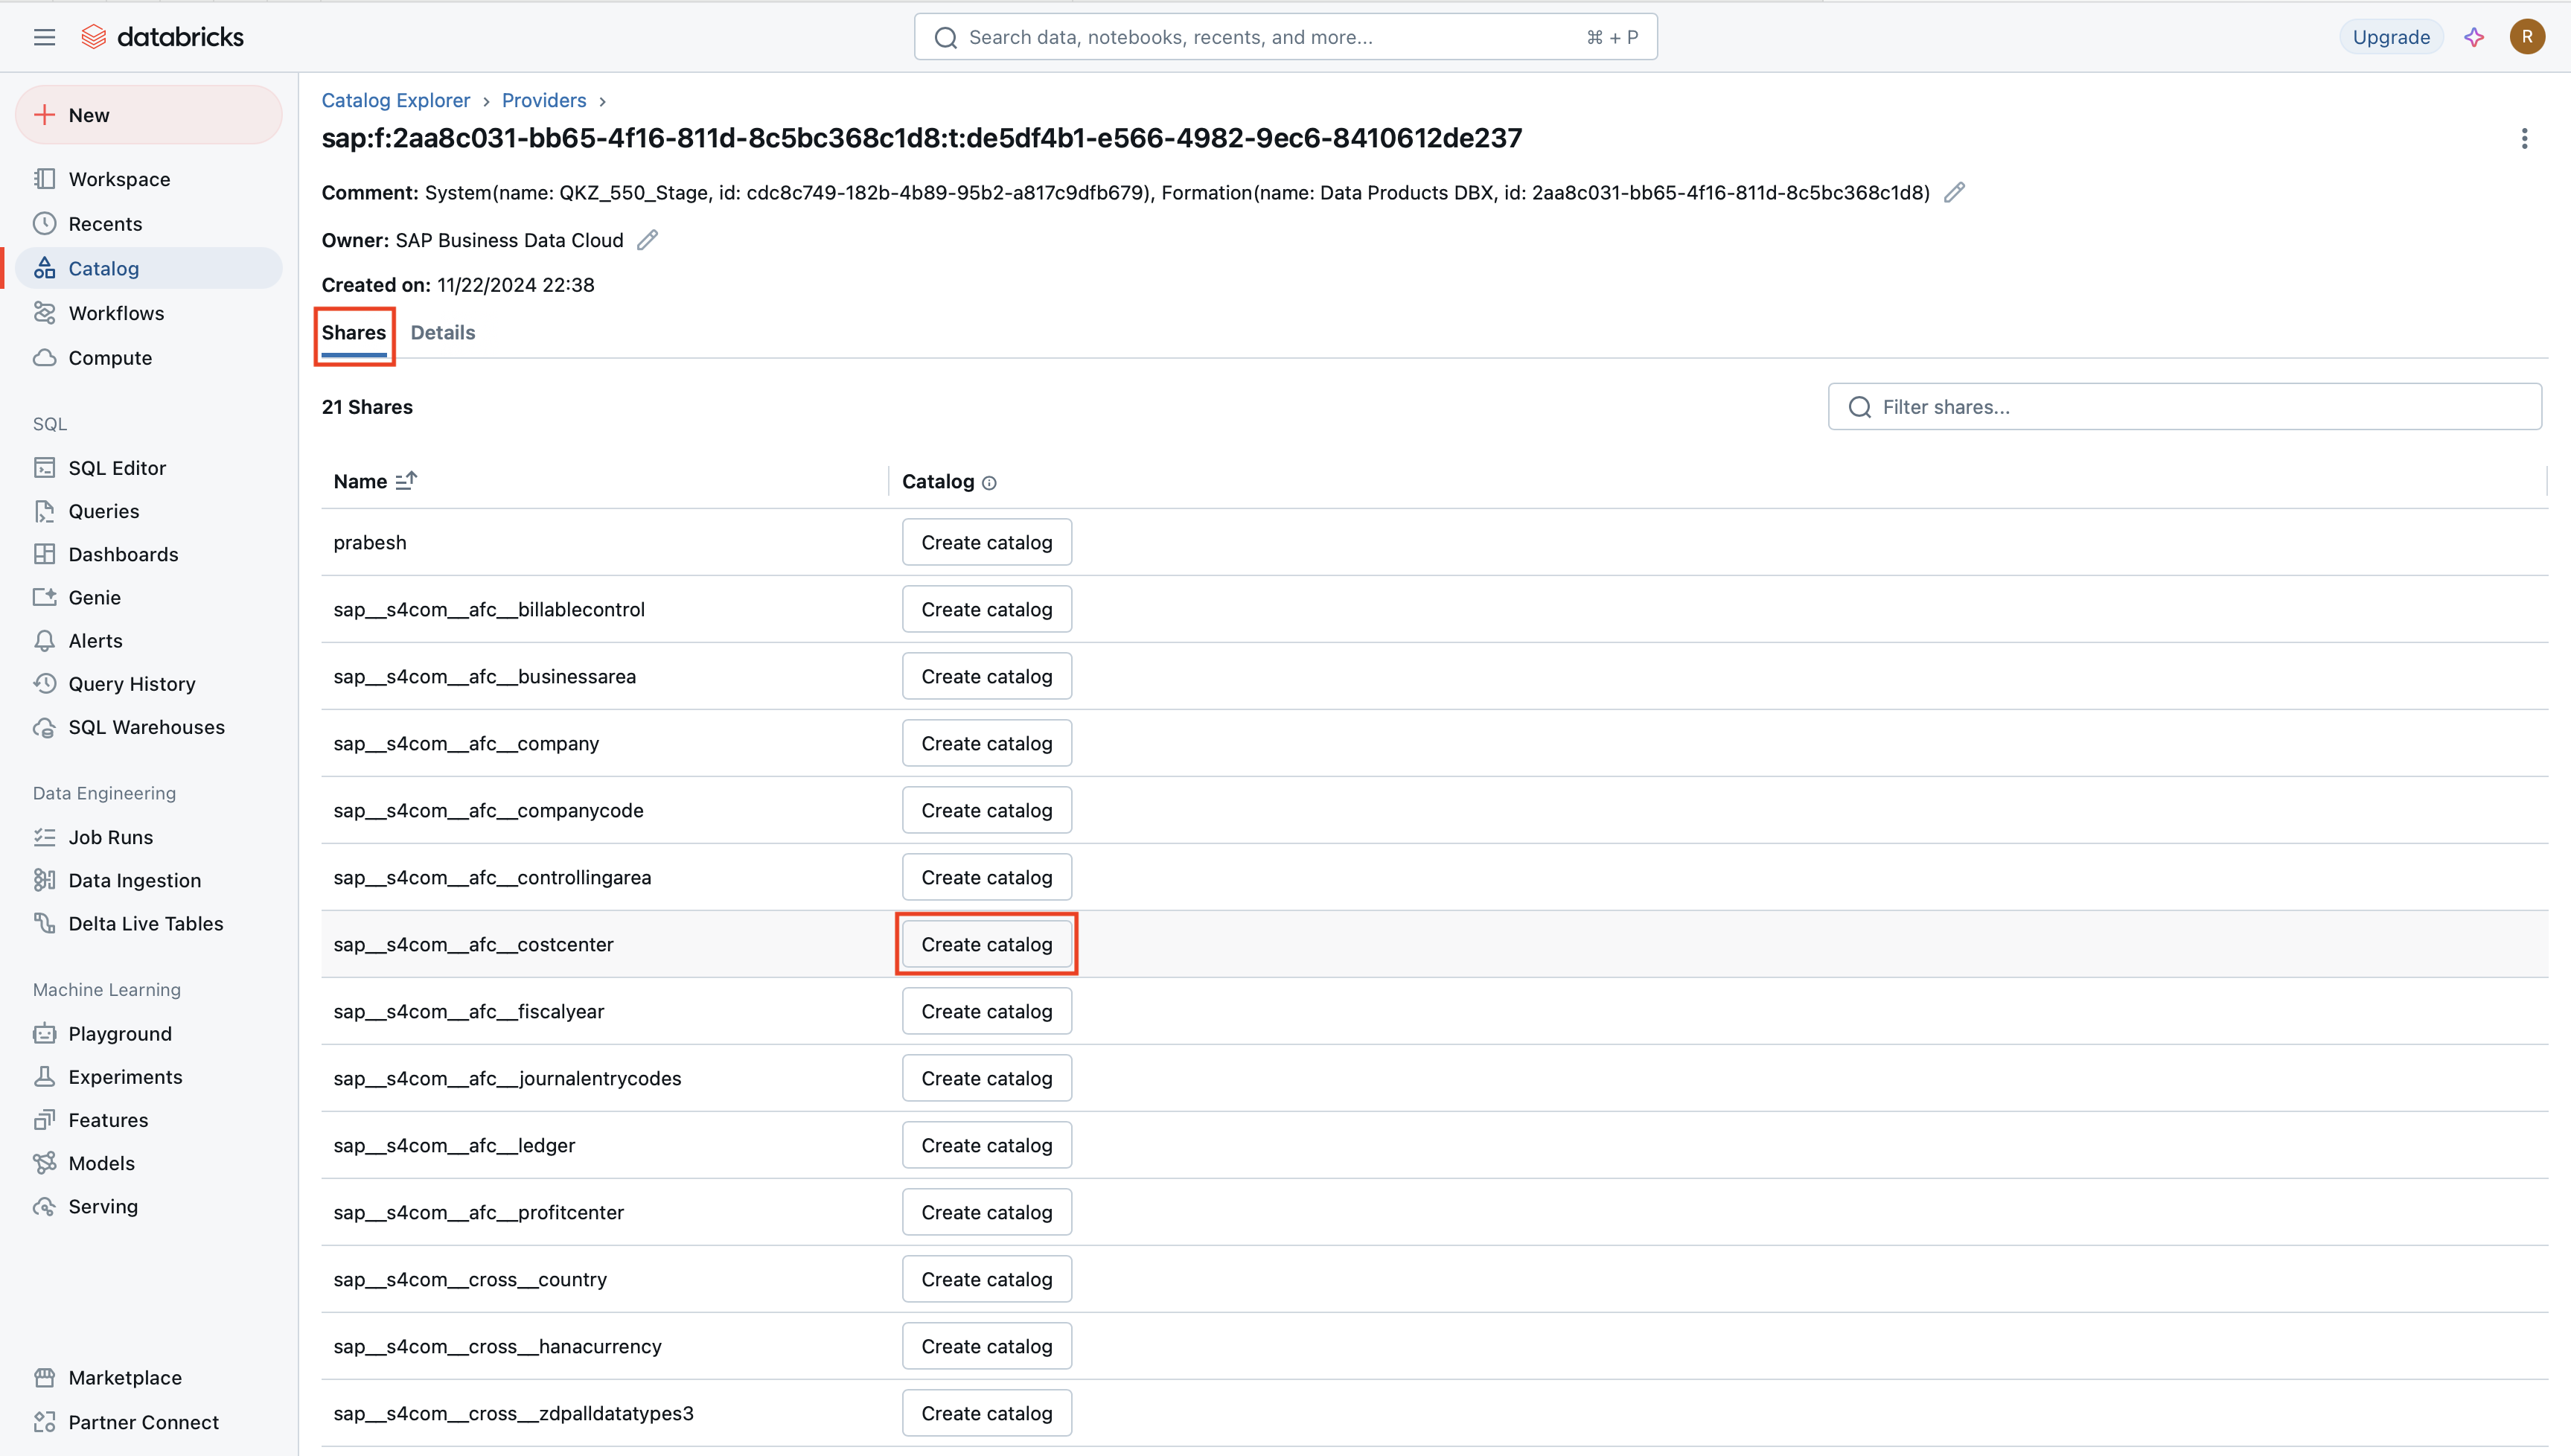 databricks
Search data, notebooks, recents, and more...
⌘ + P
Upgrade
R
New
Workspace
Recents
Catalog
Workflows
Compute
SQL
SQL Editor
Queries
Dashboards
Genie
Alerts
Query History
SQL Warehouses
Data Engineering
Job Runs
Data Ingestion
Delta Live Tables
Machine Learning
Playground
Experiments
Features
Models
Serving
Marketplace
Partner Connect
Catalog Explorer > Providers >
sap:f:2aa8c031-bb65-4f16-811d-8c5bc368c1d8:t:de5df4b1-e566-4982-9ec6-8410612de237
Comment: System(name: QKZ_550_Stage, id: cdc8c749-182b-4b89-95b2-a817c9dfb679), Formation(name: Data Products DBX, id: 2aa8c031-bb65-4f16-811d-8c5bc368c1d8)
Owner: SAP Business Data Cloud
Created on: 11/22/2024 22:38
Shares Details
21 Shares
Filter shares...
Name Catalog
prabesh Create catalog
sap__s4com__afc__billablecontrol Create catalog
sap__s4com__afc__businessarea Create catalog
sap__s4com__afc__company Create catalog
sap__s4com__afc__companycode Create catalog
sap__s4com__afc__controllingarea Create catalog
sap__s4com__afc__costcenter Create catalog
sap__s4com__afc__fiscalyear Create catalog
sap__s4com__afc__journalentrycodes Create catalog
sap__s4com__afc__ledger Create catalog
sap__s4com__afc__profitcenter Create catalog
sap__s4com__cross__country Create catalog
sap__s4com__cross__hanacurrency Create catalog
sap__s4com__cross__zdpalldatatypes3 Create catalog